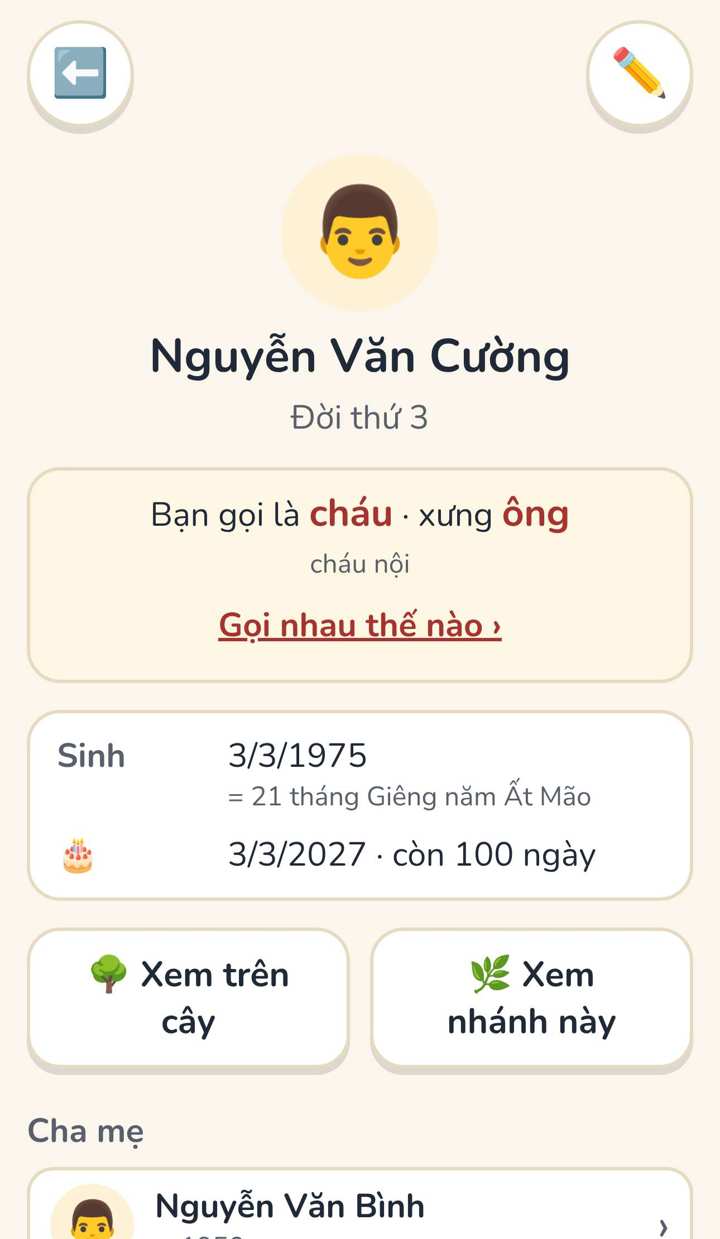 Nguyễn Văn Cường
Đời thứ 3
Bạn gọi là cháu · xưng ông
cháu nội
Gọi nhau thế nào ›
Sinh 3/3/1975
= 21 tháng Giêng năm Ất Mão
3/3/2027 · còn 100 ngày
Xem trên
cây
Xem
nhánh này
Cha mẹ
Nguyễn Văn Bình
›